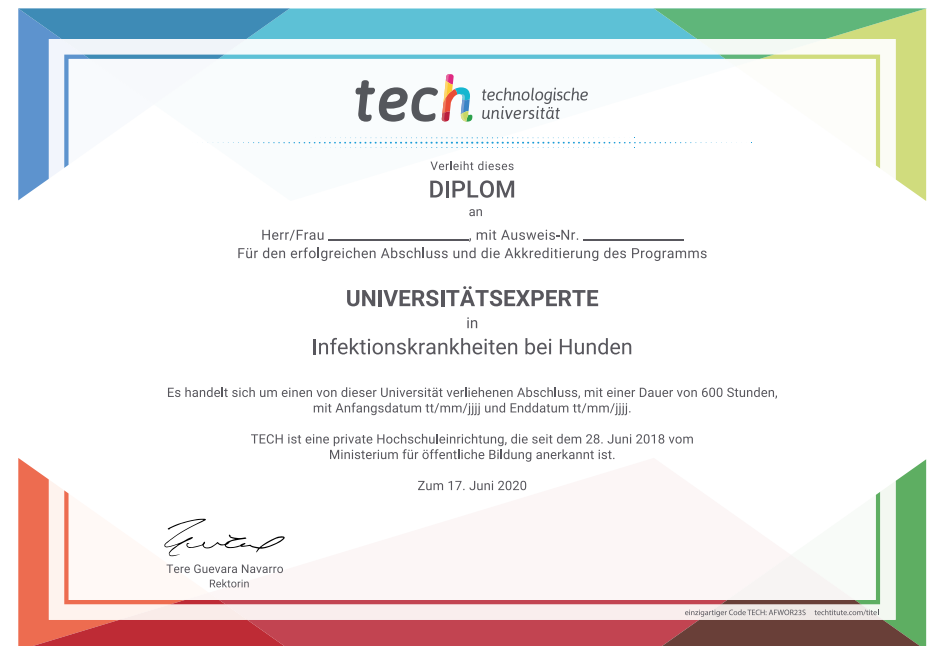 tech technologische
universität
Verleiht dieses
DIPLOM
an
Herr/Frau ____________________, mit Ausweis-Nr. ______________
Für den erfolgreichen Abschluss und die Akkreditierung des Programms
UNIVERSITÄTSEXPERTE
in
Infektionskrankheiten bei Hunden
Es handelt sich um einen von dieser Universität verliehenen Abschluss, mit einer Dauer von 600 Stunden,
mit Anfangsdatum tt/mm/jjjj und Enddatum tt/mm/jjjj.
TECH ist eine private Hochschuleinrichtung, die seit dem 28. Juni 2018 vom
Ministerium für öffentliche Bildung anerkannt ist.
Zum 17. Juni 2020
Tere Guevara Navarro
Rektorin
einzigartiger Code TECH: AFWOR23S techtitute.com/titel